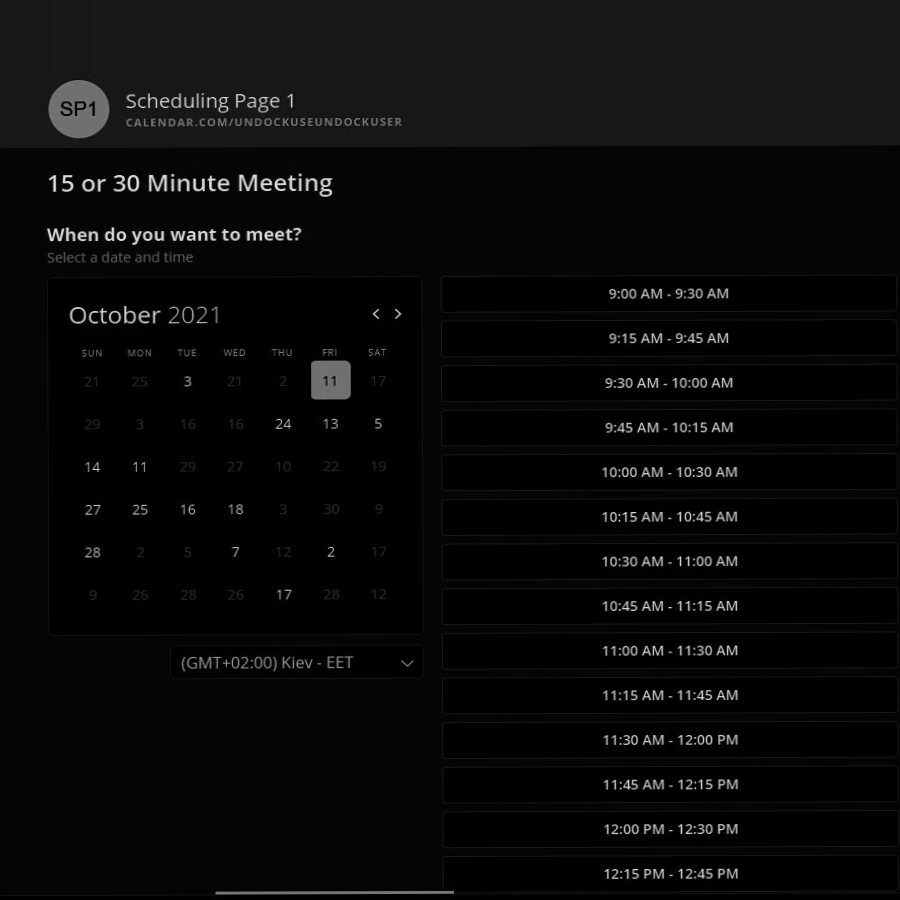 SP1
Scheduling Page 1
CALENDAR.COM/UNDOCKUSEUNDOCKUSER
15 or 30 Minute Meeting
When do you want to meet?
Select a date and time
October 2021
SUN MON TUE WED THU FRI SAT
21 25 3 21 2 11 17
29 3 16 16 24 13 5
14 11 29 27 10 22 19
27 25 16 18 3 30 9
28 2 5 7 12 2 17
9 26 28 26 17 28 12
(GMT+02:00) Kiev - EET
9:00 AM - 9:30 AM
9:15 AM - 9:45 AM
9:30 AM - 10:00 AM
9:45 AM - 10:15 AM
10:00 AM - 10:30 AM
10:15 AM - 10:45 AM
10:30 AM - 11:00 AM
10:45 AM - 11:15 AM
11:00 AM - 11:30 AM
11:15 AM - 11:45 AM
11:30 AM - 12:00 PM
11:45 AM - 12:15 PM
12:00 PM - 12:30 PM
12:15 PM - 12:45 PM